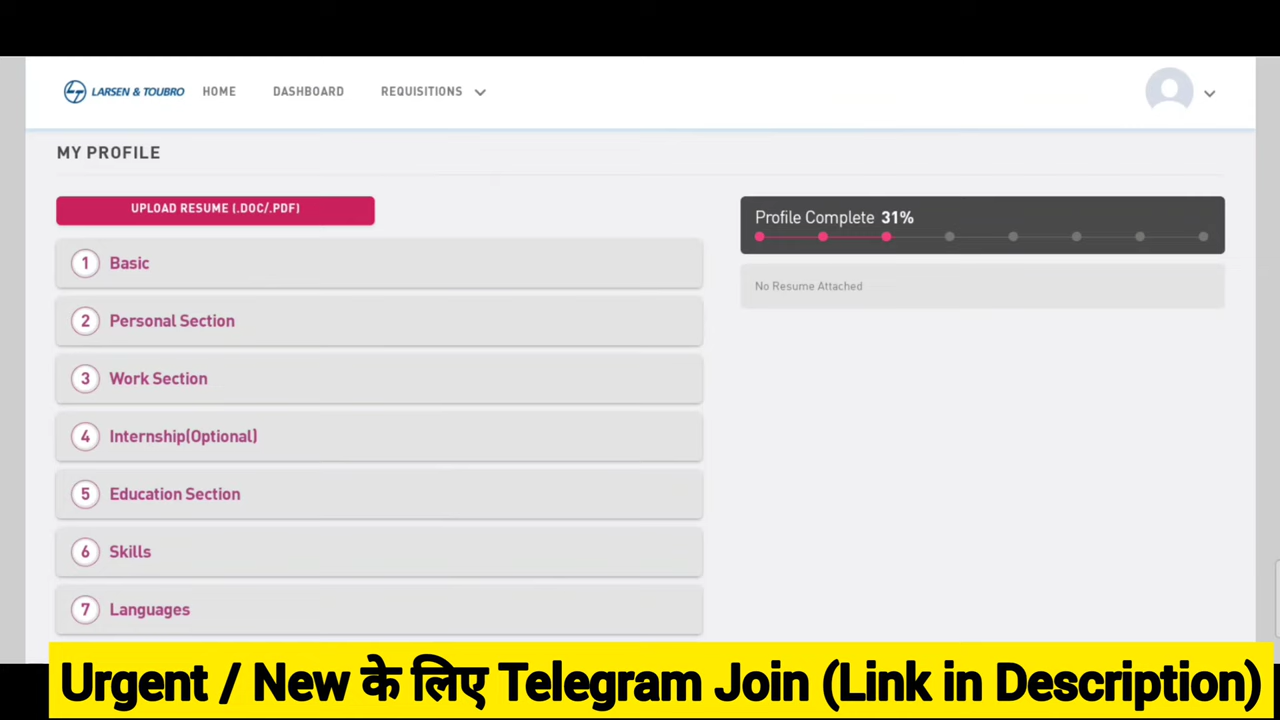 LARSEN & TOUBRO HOME DASHBOARD REQUISITIONS
MY PROFILE
UPLOAD RESUME (.DOC/.PDF)
Profile Complete 31%
No Resume Attached
1 Basic
2 Personal Section
3 Work Section
4 Internship(Optional)
5 Education Section
6 Skills
7 Languages
Urgent / New के लिए Telegram Join (Link in Description)